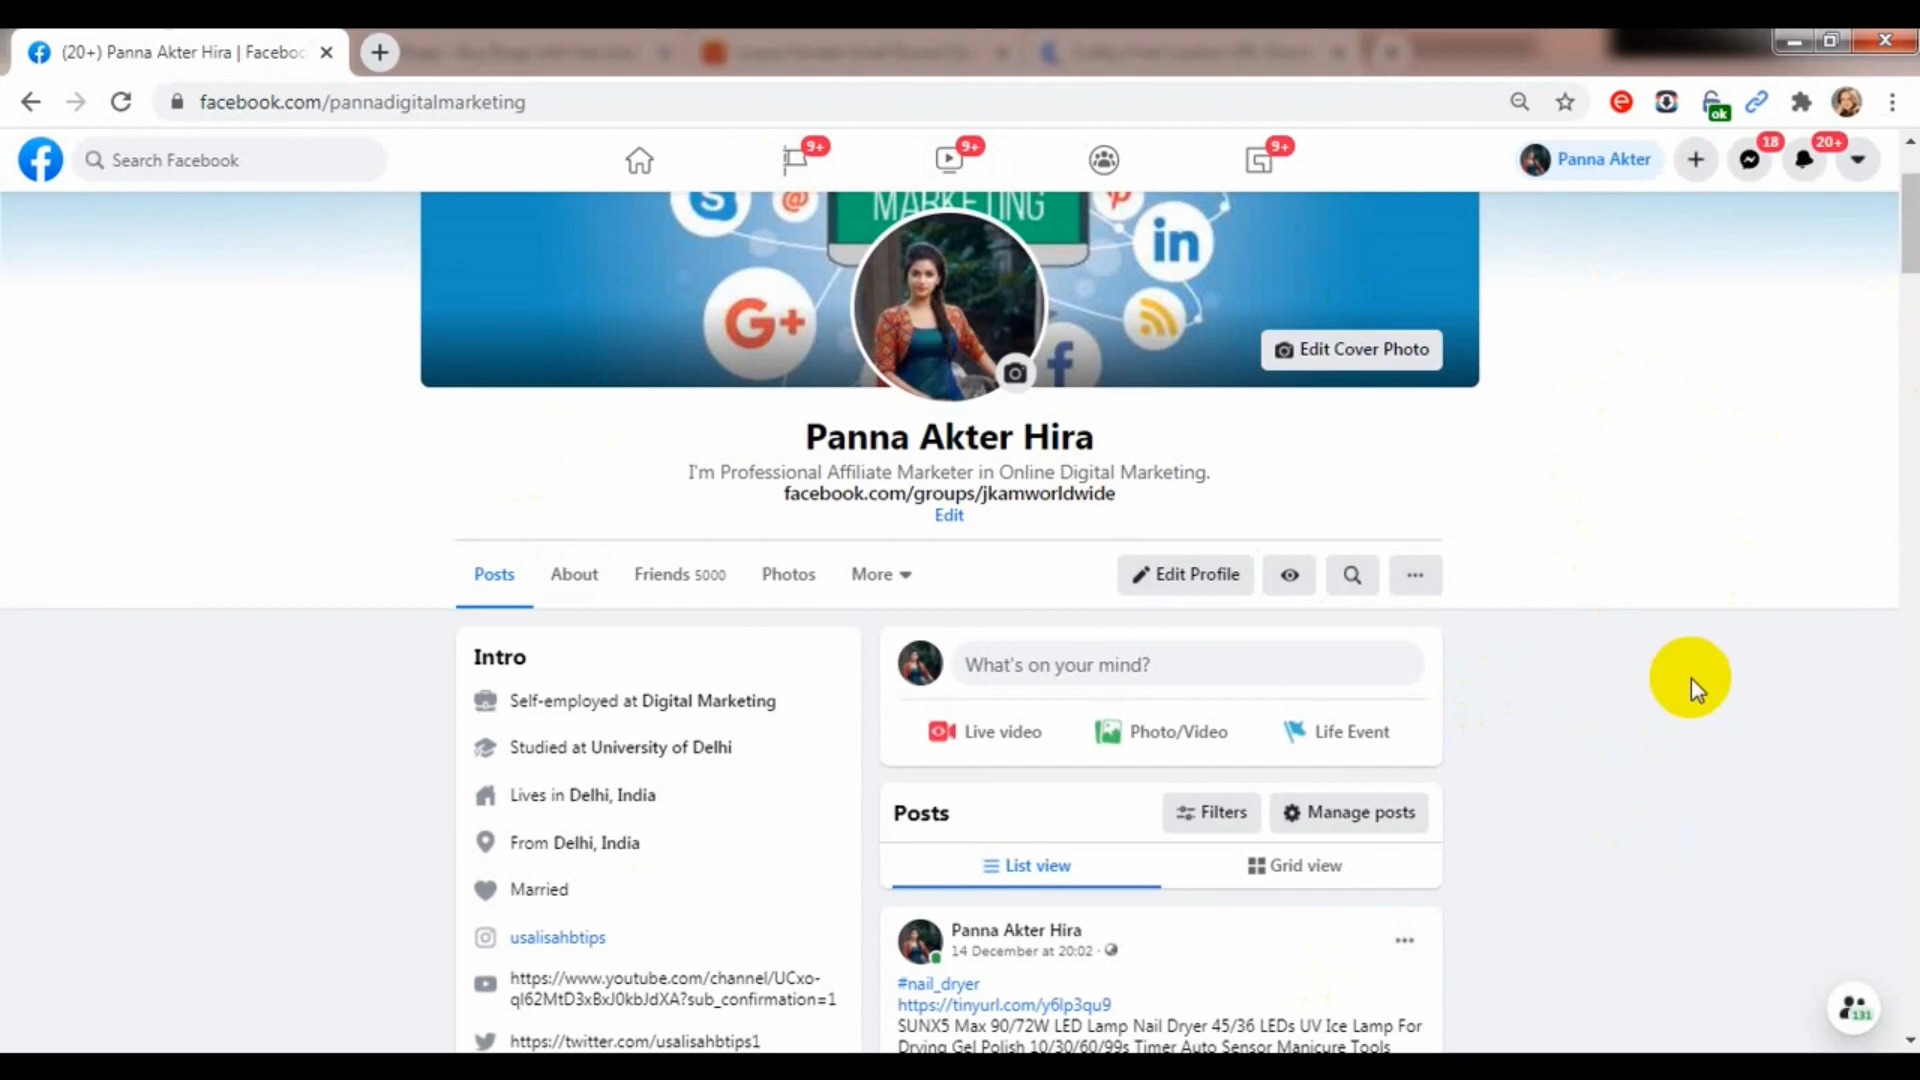 (20+) Panna Akter Hira | Faceboo
facebook.com/pannadigitalmarketing
ok
Search Facebook
9+
9+
9+
Panna Akter
18
20+
MARKETING
in
G+
Edit Cover Photo
Panna Akter Hira
I'm Professional Affiliate Marketer in Online Digital Marketing.
facebook.com/groups/jkamworldwide
Edit
Posts
About
Friends 5000
Photos
More
Edit Profile
Intro
Self-employed at Digital Marketing
Studied at University of Delhi
Lives in Delhi, India
From Delhi, India
Married
usalisahbtips
https://www.youtube.com/channel/UCxo-
qI62MtD3xBxJ0kbJdXA?sub_confirmation=1
https://twitter.com/usalisahbtips1
What's on your mind?
Live video
Photo/Video
Life Event
Posts
Filters
Manage posts
List view
Grid view
Panna Akter Hira
14 December at 20:02 ·
#nail_dryer
https://tinyurl.com/y6lp3qu9
SUNX5 Max 90/72W LED Lamp Nail Dryer 45/36 LEDs UV Ice Lamp For
Drying Gel Polish 10/30/60/99s Timer Auto Sensor Manicure Tools
131